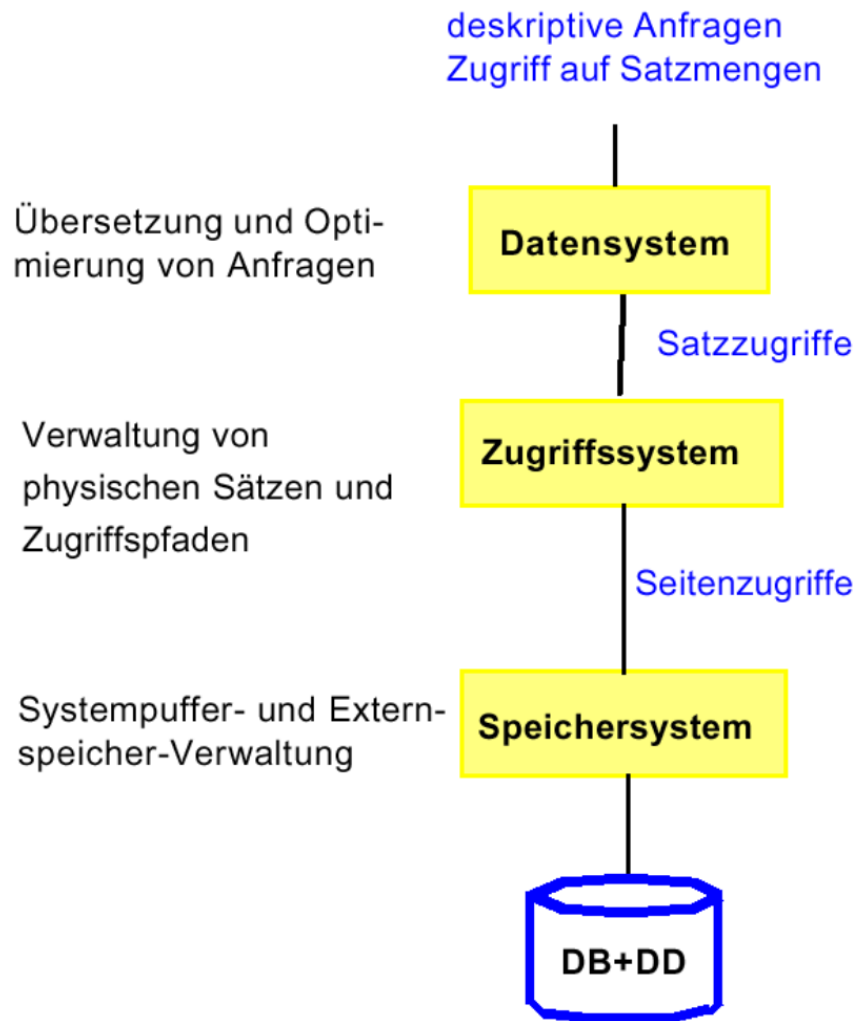 deskriptive Anfragen
Zugriff auf Satzmengen
Übersetzung und Opti-
mierung von Anfragen
Datensystem
Satzzugriffe
Verwaltung von
physischen Sätzen und
Zugriffspfaden
Zugriffssystem
Seitenzugriffe
Systempuffer- und Extern-
speicher-Verwaltung
Speichersystem
DB+DD